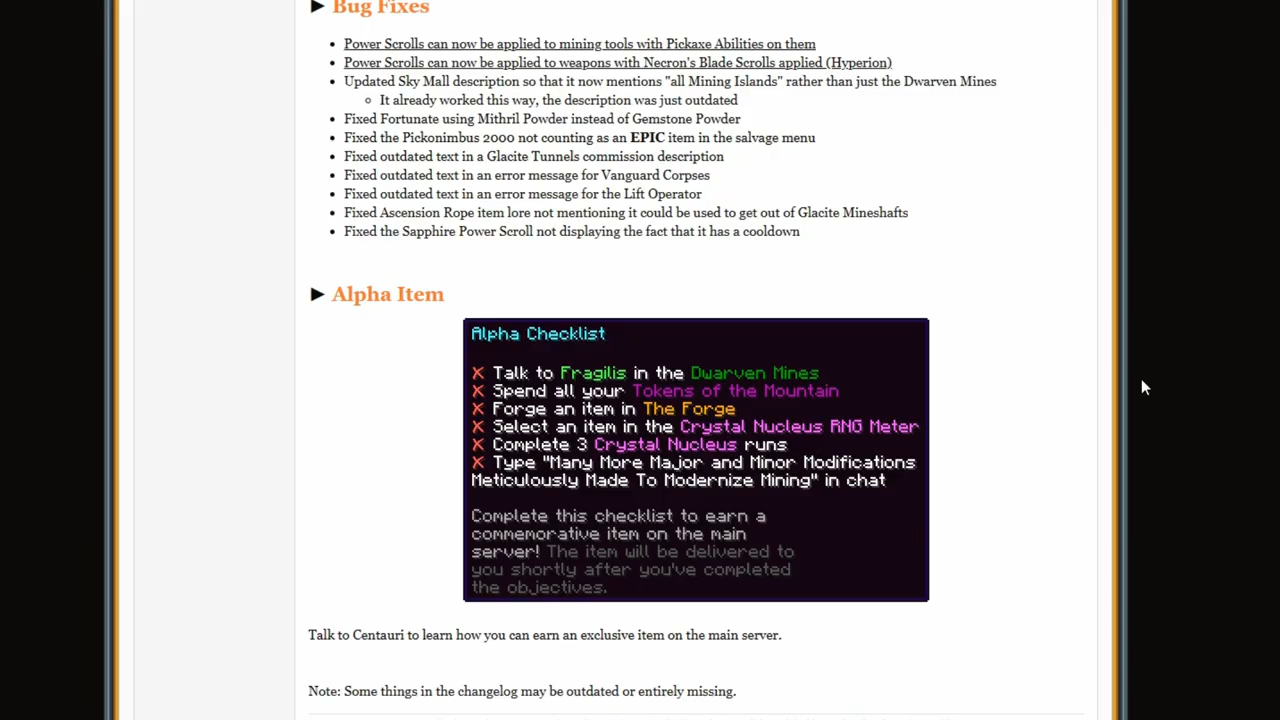 ► Bug Fixes
• Power Scrolls can now be applied to mining tools with Pickaxe Abilities on them
• Power Scrolls can now be applied to weapons with Necron's Blade Scrolls applied (Hyperion)
• Updated Sky Mall description so that it now mentions "all Mining Islands" rather than just the Dwarven Mines
◦ It already worked this way, the description was just outdated
• Fixed Fortunate using Mithril Powder instead of Gemstone Powder
• Fixed the Pickonimbus 2000 not counting as an EPIC item in the salvage menu
• Fixed outdated text in a Glacite Tunnels commission description
• Fixed outdated text in an error message for Vanguard Corpses
• Fixed outdated text in an error message for the Lift Operator
• Fixed Ascension Rope item lore not mentioning it could be used to get out of Glacite Mineshafts
• Fixed the Sapphire Power Scroll not displaying the fact that it has a cooldown
► Alpha Item
Alpha Checklist
✗ Talk to Fragilis in the Dwarven Mines
✗ Spend all your Tokens of the Mountain
✗ Forge an item in The Forge
✗ Select an item in the Crystal Nucleus RNG Meter
✗ Complete 3 Crystal Nucleus runs
✗ Type "Many More Major and Minor Modifications
Meticulously Made To Modernize Mining" in chat
Complete this checklist to earn a
commemorative item on the main
server! The item will be delivered to
you shortly after you've completed
the objectives.
Talk to Centauri to learn how you can earn an exclusive item on the main server.
Note: Some things in the changelog may be outdated or entirely missing.